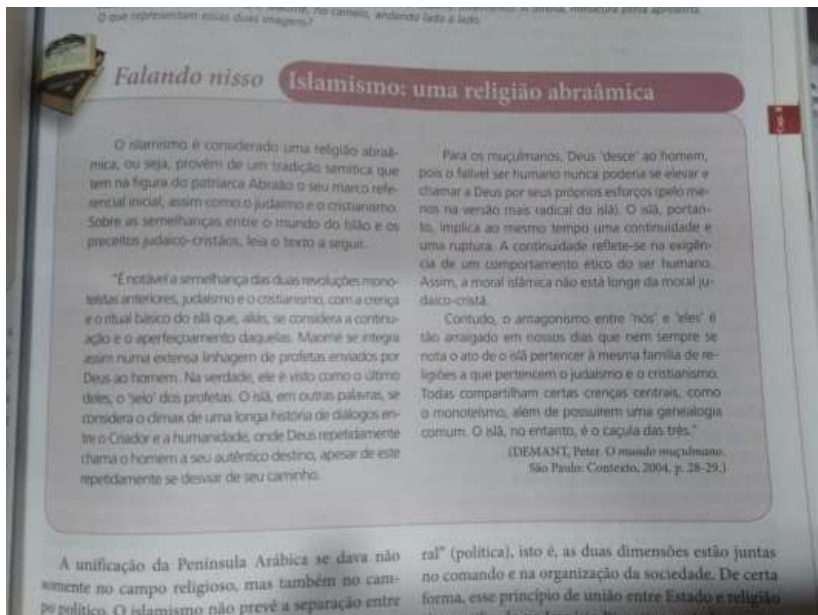 no camelo, andando lado a lado.
O que representam essas duas imagens?
Falando nisso
Islamismo: uma religião abraâmica
Cap. 8
O islamismo é considerado uma religião abraâ-
mica, ou seja, provém de um tradição semítica que
tem na figura do patriarca Abraão o seu marco refe-
rencial inicial, assim como o judaísmo e o cristianismo.
Sobre as semelhanças entre o mundo do Islão e os
preceitos judaico-cristãos, leia o texto a seguir.
"É notável a semelhança das duas revoluções mono-
teístas anteriores, judaísmo e o cristianismo, com a crença
e o ritual básico do islã que, aliás, se considera a continu-
ação e o aperfeiçoamento daquelas. Maomé se integra
assim numa extensa linhagem de profetas enviados por
Deus ao homem. Na verdade, ele é visto como o último
deles, o 'selo' dos profetas. O islã, em outras palavras, se
considera o clímax de uma longa história de diálogos en-
tre o Criador e a humanidade, onde Deus repetidamente
chama o homem a seu autêntico destino, apesar de este
repetidamente se desviar de seu caminho.
Para os muçulmanos, Deus 'desce' ao homem,
pois o falível ser humano nunca poderia se elevar e
chamar a Deus por seus próprios esforços (pelo me-
nos na versão mais radical do islã). O islã, portan-
to, implica ao mesmo tempo uma continuidade e
uma ruptura. A continuidade reflete-se na exigên-
cia de um comportamento ético do ser humano.
Assim, a moral islâmica não está longe da moral ju-
daico-cristã.
Contudo, o antagonismo entre 'nós' e 'eles' é
tão arraigado em nossos dias que nem sempre se
nota o ato de o islã pertencer à mesma família de re-
ligiões a que pertencem o judaísmo e o cristianismo.
Todas compartilham certas crenças centrais, como
o monoteísmo, além de possuírem uma genealogia
comum. O islã, no entanto, é o caçula das três."
(DEMANT, Peter. O mundo muçulmano.
São Paulo: Contexto, 2004. p. 28-29.)
A unificação da Península Arábica se dava não
somente no campo religioso, mas também no cam-
po político. O islamismo não prevê a separação entre
ral" (política), isto é, as duas dimensões estão juntas
no comando e na organização da sociedade. De certa
forma, esse princípio de união entre Estado e religião